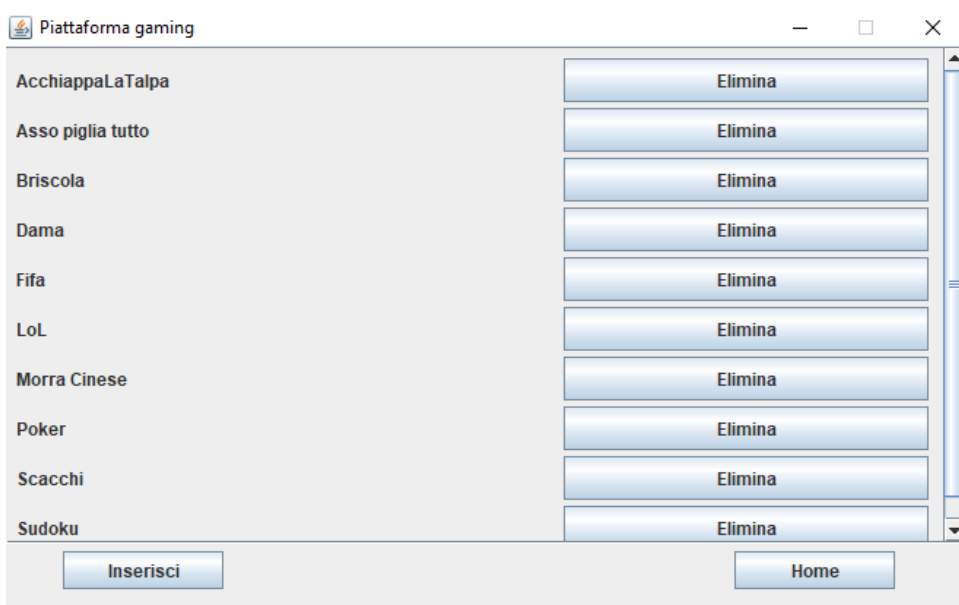 Piattaforma gaming
AcchiappaLaTalpa Elimina
Asso piglia tutto Elimina
Briscola Elimina
Dama Elimina
Fifa Elimina
LoL Elimina
Morra Cinese Elimina
Poker Elimina
Scacchi Elimina
Sudoku Elimina
Inserisci Home